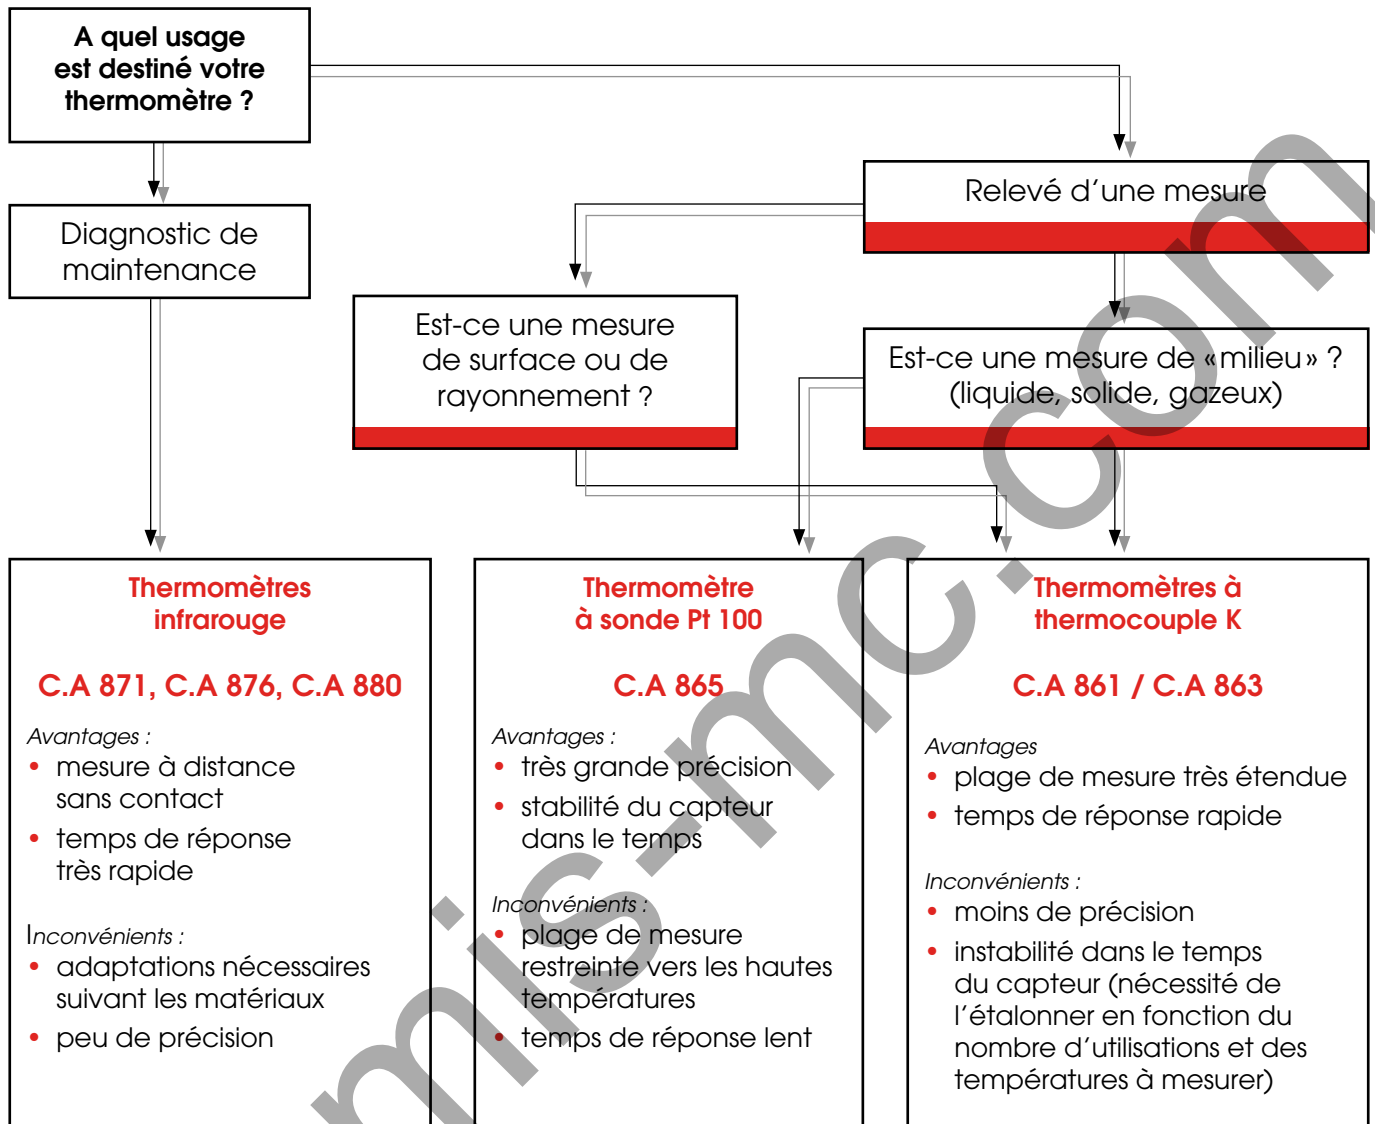 A quel usage
est destiné votre
thermomètre ?
Diagnostic de
maintenance
Relevé d'une mesure
Est-ce une mesure
de surface ou de
rayonnement ?
Est-ce une mesure de «milieu» ?
(liquide, solide, gazeux)
Thermomètres
infrarouge
C.A 871, C.A 876, C.A 880
Avantages :
• mesure à distance
sans contact
• temps de réponse
très rapide
Inconvénients :
• adaptations nécessaires
suivant les matériaux
• peu de précision
Thermomètre
à sonde Pt 100
C.A 865
Avantages :
• très grande précision
• stabilité du capteur
dans le temps
Inconvénients :
• plage de mesure
restreinte vers les hautes
températures
• temps de réponse lent
Thermomètres à
thermocouple K
C.A 861 / C.A 863
Avantages
• plage de mesure très étendue
• temps de réponse rapide
Inconvénients :
• moins de précision
• instabilité dans le temps
du capteur (nécessité de
l'étalonner en fonction du
nombre d'utilisations et des
températures à mesurer)
mis-mc.com